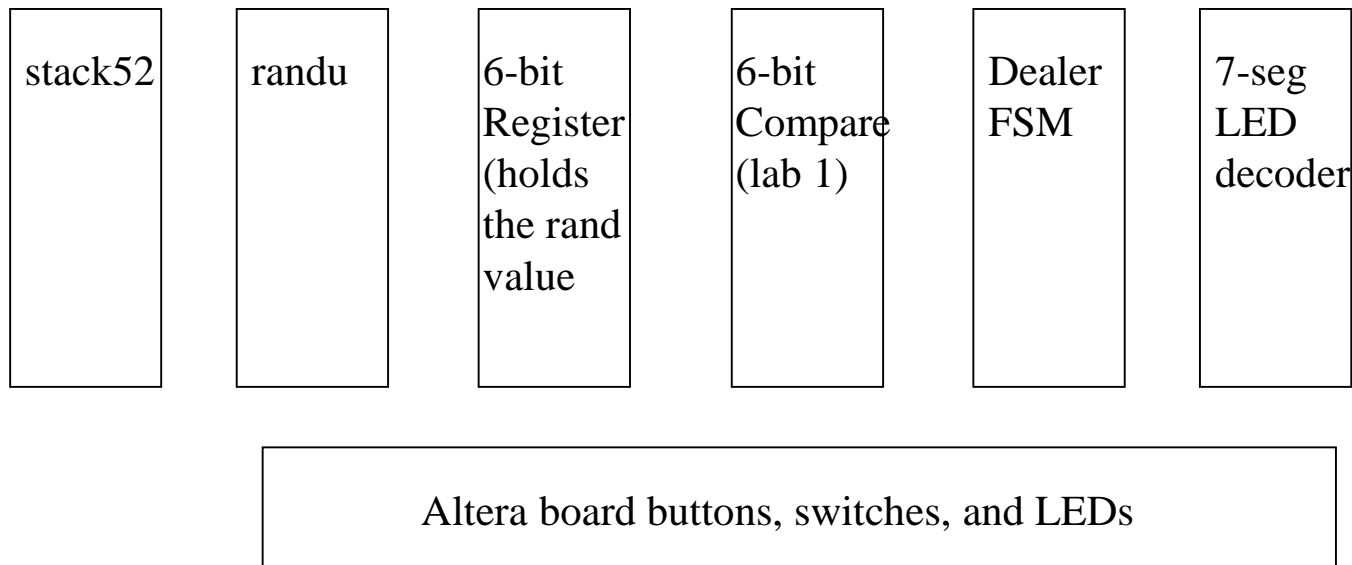 stack52
randu
6-bit
Register
(holds
the rand
value
6-bit
Compare
(lab 1)
Dealer
FSM
7-seg
LED
decoder
Altera board buttons, switches, and LEDs